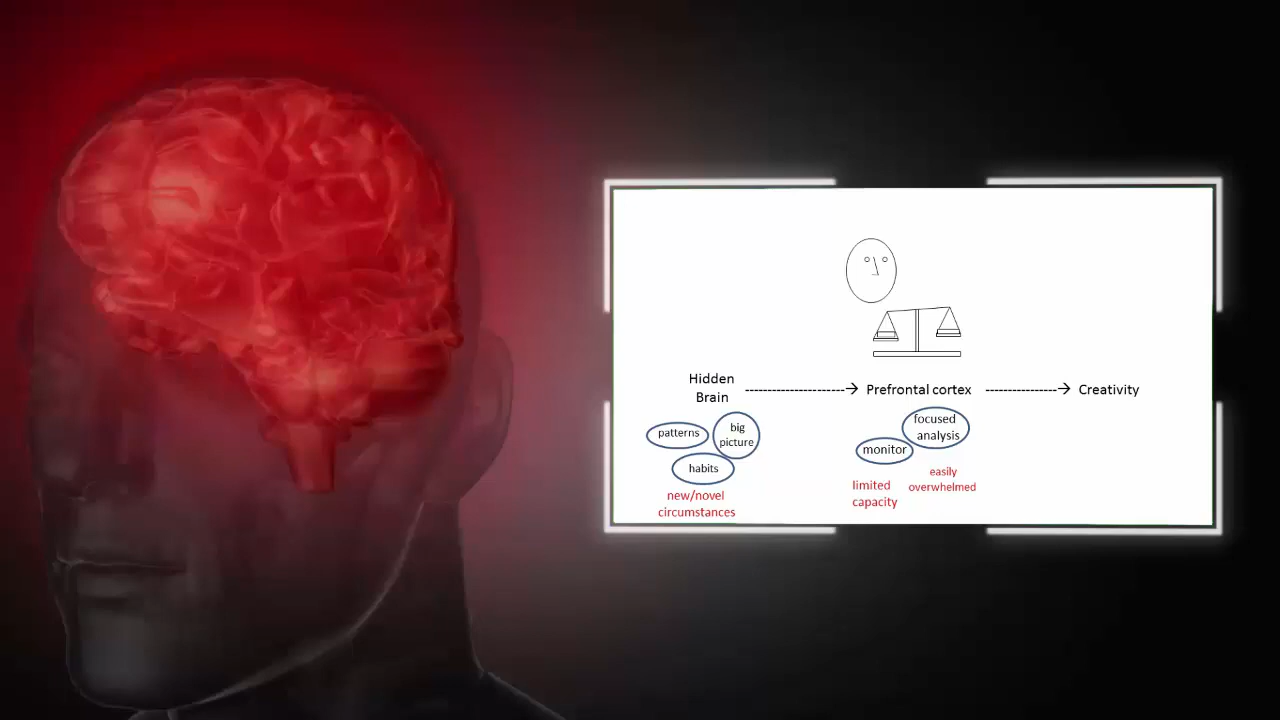 Hidden
Brain
Prefrontal cortex
Creativity
patterns
big
picture
habits
new/novel
circumstances
focused
analysis
monitor
limited
capacity
easily
overwhelmed